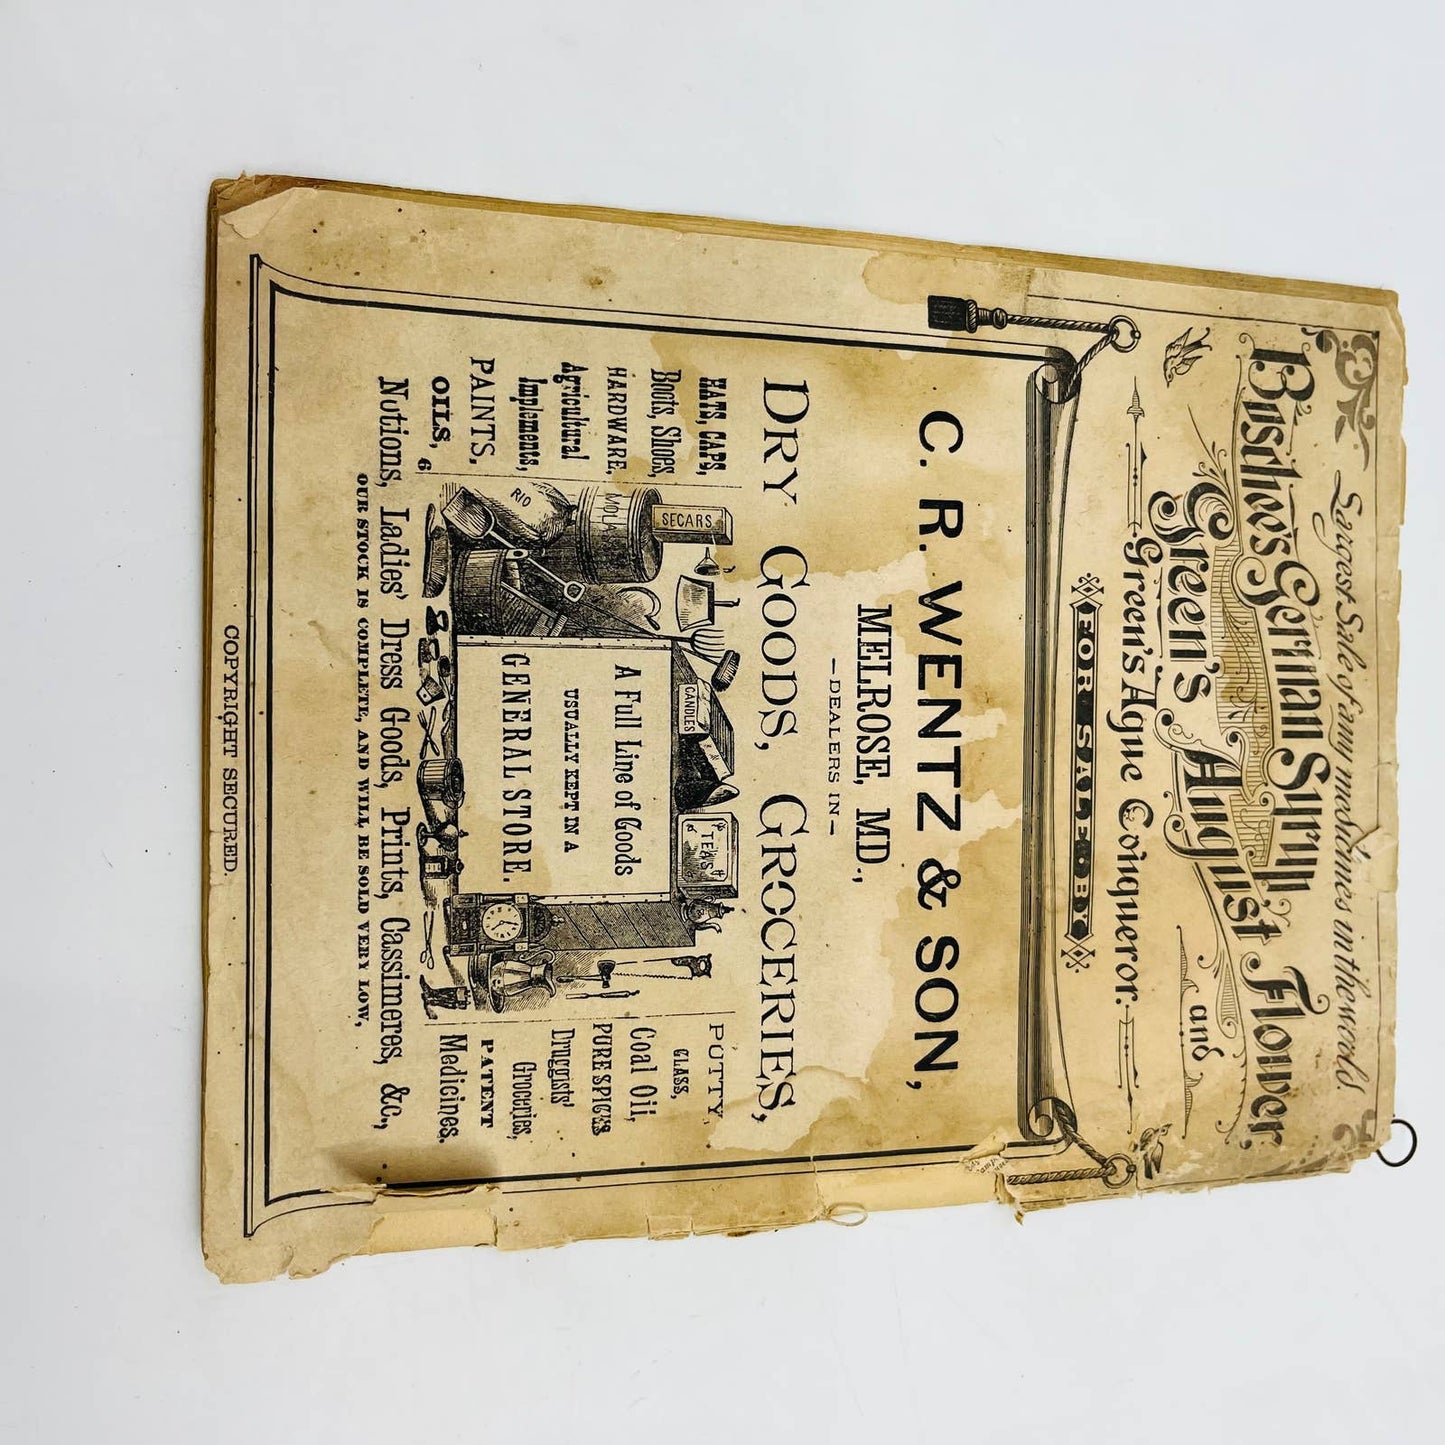 Largest Sale of any medicines in the world.
Boschee's German Syrup
and
Green's August Flower
Green's Ague Conqueror.
FOR SALE BY
C. R. WENTZ & SON,
MELROSE, MD.,
—DEALERS IN—
DRY GOODS, GROCERIES,
HATS, CAPS,
Boots, Shoes,
HARDWARE,
Agricultural
Implements,
PAINTS,
OILS,
6
SEGARS
MOLA
RIO
CANDLES
TEAS
A Full Line of Goods
USUALLY KEPT IN A
GENERAL STORE.
PUTTY,
GLASS,
Coal Oil,
PURE SPICES
Druggists'
Groceries,
PATENT
Medicines,
Notions, Ladies' Dress Goods, Prints, Cassimeres, &c.,
OUR STOCK IS COMPLETE, AND WILL BE SOLD VERY LOW,
COPYRIGHT SECURED.